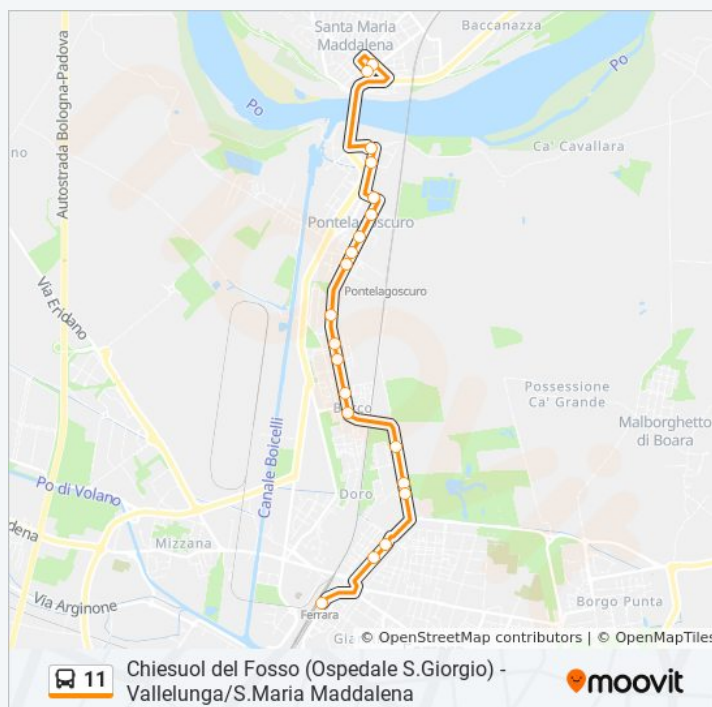 Santa Maria
Maddalena
Baccanazza
Po
Po
Ca' Cavallara
Autostrada Bologna-Padova
Pontelagoscuro
Via Eridano
Pontelagoscuro
Possessione
Ca' Grande
Malborghetto
di Boara
Canale Boicelli
Po di Volano
Doro
Mizzana
Via Arginone
Ferrara
Borgo Punta
© OpenStreetMap contributors | © OpenMapTiles
11
Chiesuol del Fosso (Ospedale S.Giorgio) -
Vallelunga/S.Maria Maddalena
moovit